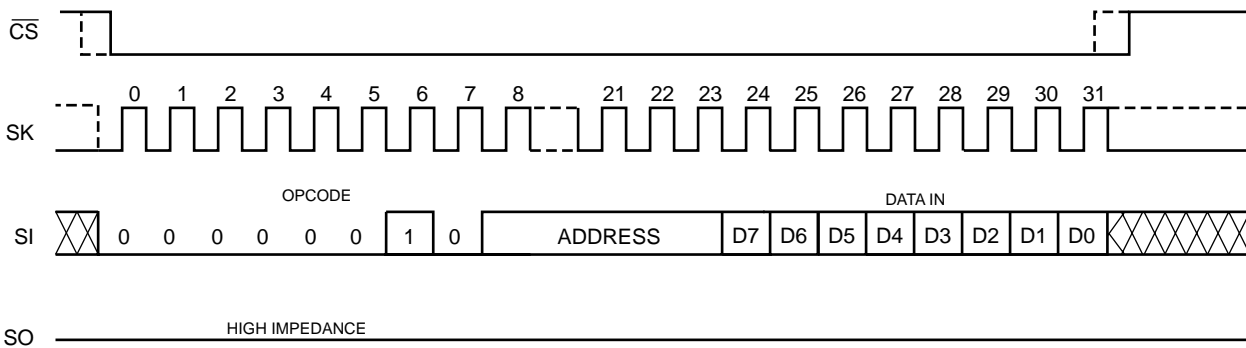 CS
0 1 2 3 4 5 6 7 8 21 22 23 24 25 26 27 28 29 30 31
SK
OPCODE DATA IN
SI 0 0 0 0 0 0 1 0 ADDRESS D7 D6 D5 D4 D3 D2 D1 D0
HIGH IMPEDANCE
SO